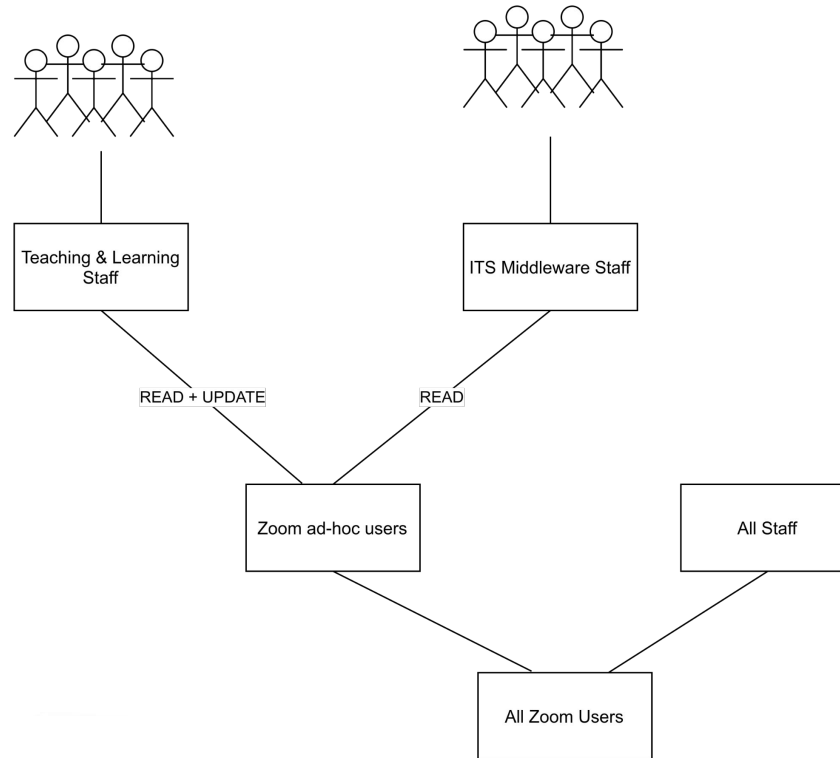 Teaching & Learning
Staff
ITS Middleware Staff
READ + UPDATE
READ
Zoom ad-hoc users
All Staff
All Zoom Users